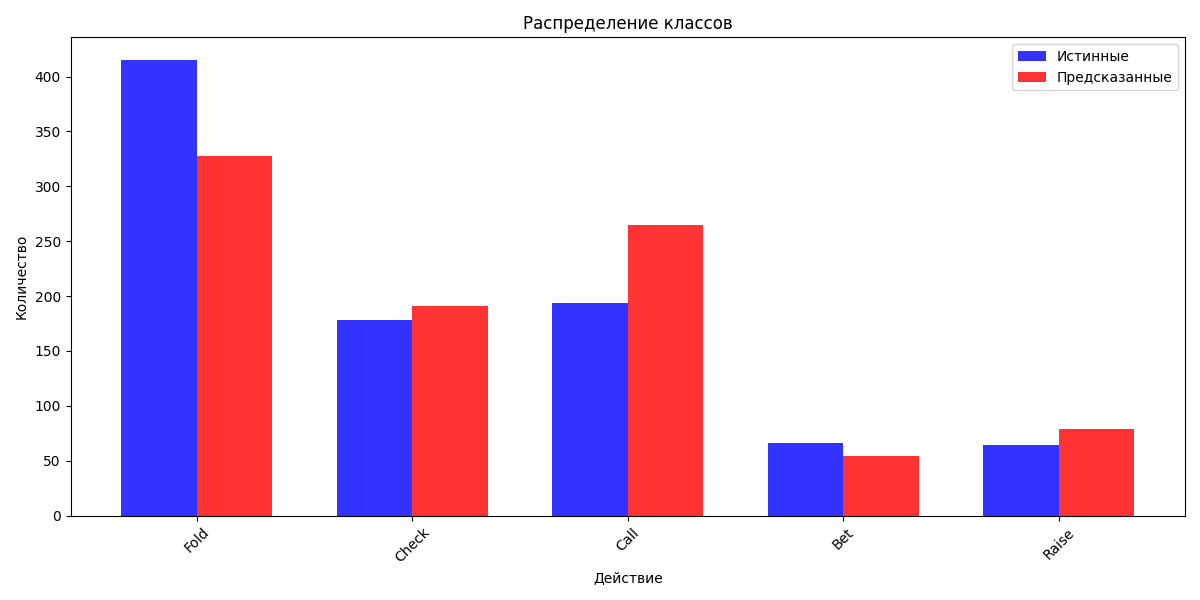 Распределение классов
Истинные
Предсказанные
Количество
400
350
300
250
200
150
100
50
0
Fold
Check
Call
Bet
Raise
Действие